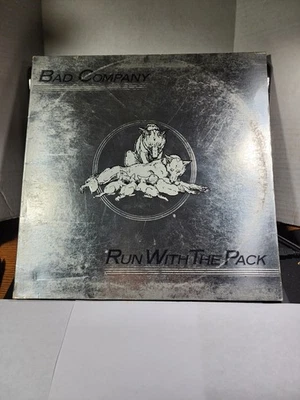 BAD COMPANY
RUN WITH THE PACK